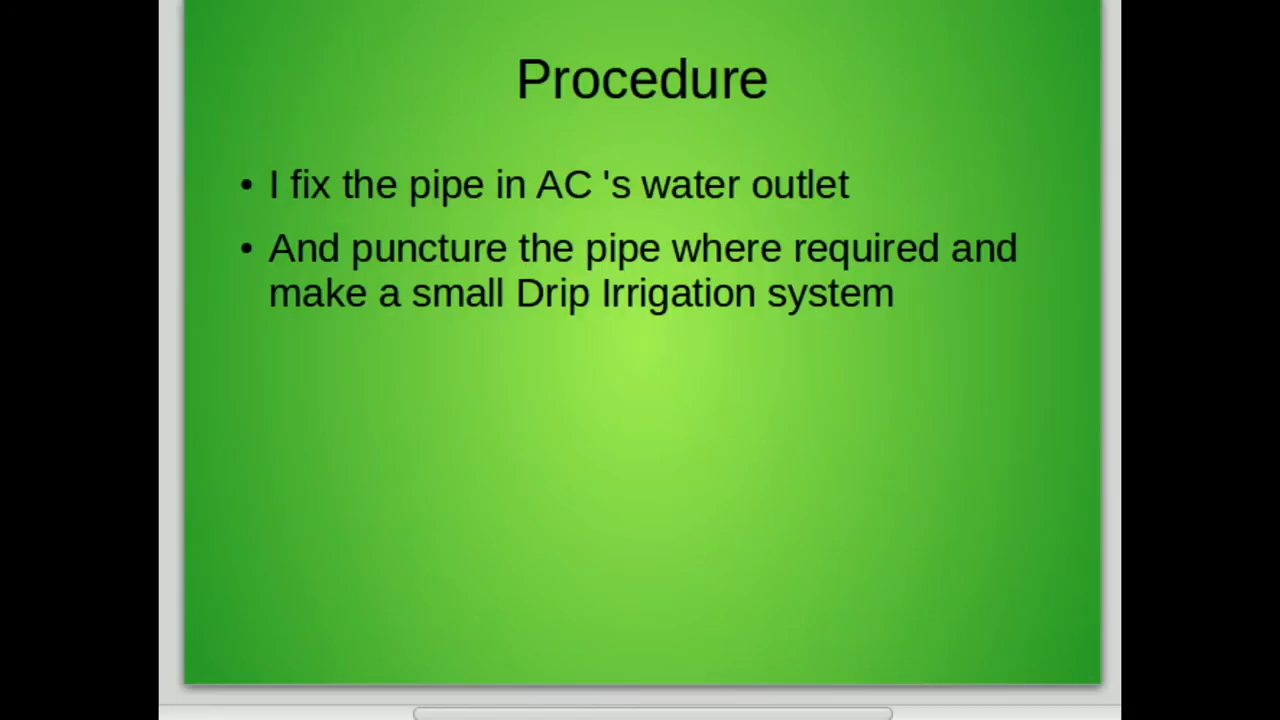 Procedure
• I fix the pipe in AC 's water outlet
• And puncture the pipe where required and
make a small Drip Irrigation system